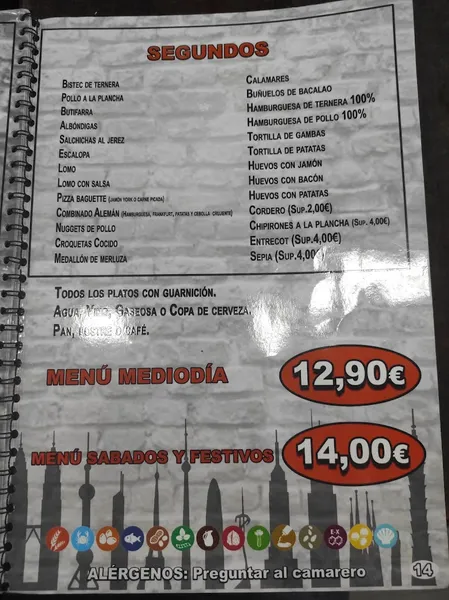 SEGUNDOS
BISTEC DE TERNERA
POLLO A LA PLANCHA
BUTIFARRA
ALBÓNDIGAS
SALCHICHAS AL JEREZ
ESCALOPA
LOMO
LOMO CON SALSA
PIZZA BAGUETTE (JAMÓN YORK O CARNE PICADA)
COMBINADO ALEMÁN (HAMBURGUESA, FRANKFURT, PATATAS Y CEBOLLA CRUJIENTE)
NUGGETS DE POLLO
CROQUETAS COCIDO
MEDALLÓN DE MERLUZA
CALAMARES
BUÑUELOS DE BACALAO
HAMBURGUESA DE TERNERA 100%
HAMBURGUESA DE POLLO 100%
TORTILLA DE GAMBAS
TORTILLA DE PATATAS
HUEVOS CON JAMÓN
HUEVOS CON BACÓN
HUEVOS CON PATATAS
CORDERO (SUP.2,00€)
CHIPIRONES A LA PLANCHA (SUP. 4,00€)
ENTRECOT (SUP.4,00€)
SEPIA (SUP.4,00€)
TODOS LOS PLATOS CON GUARNICIÓN.
AGUA, VINO, GASEOSA O COPA DE CERVEZA.
PAN, POSTRE O CAFÉ.
MENÚ MEDIODÍA
12,90€
MENÚ SABADOS Y FESTIVOS
14,00€
ALÉRGENOS: Preguntar al camarero
14